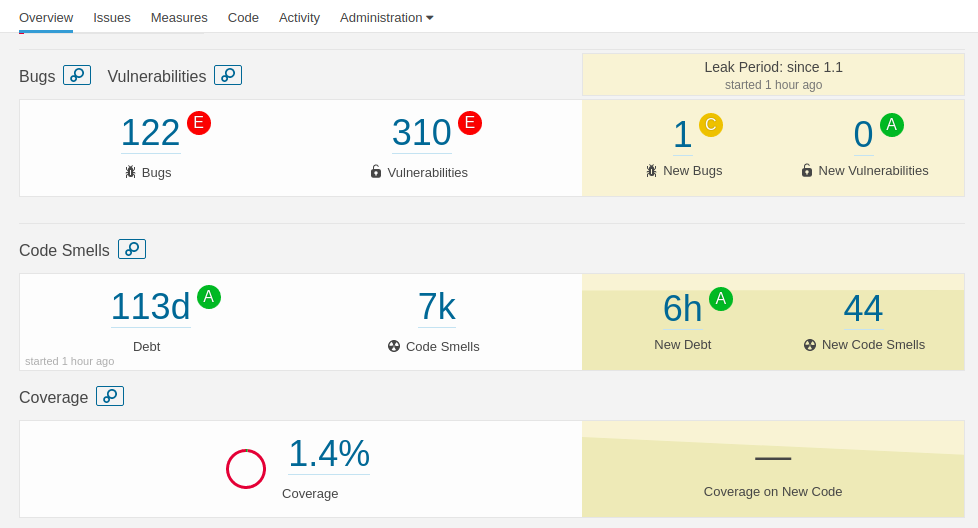 Overview Issues Measures Code Activity Administration
Bugs Vulnerabilities
Leak Period: since 1.1
started 1 hour ago
122 E 310 E 1 C 0 A
Bugs Vulnerabilities New Bugs New Vulnerabilities
Code Smells
113d A 7k 6h A 44
Debt Code Smells New Debt New Code Smells
started 1 hour ago
Coverage
1.4% —
Coverage Coverage on New Code